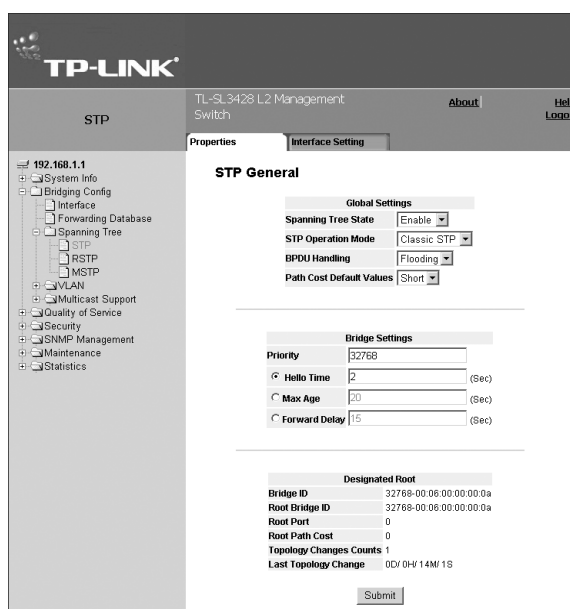 TP-LINK
STP
TL-SL3428 L2 Management
Switch
About
Hel
Logo
Properties
Interface Setting
192.168.1.1
System Info
Bridging Config
Interface
Forwarding Database
Spanning Tree
STP
RSTP
MSTP
VLAN
Multicast Support
Quality of Service
Security
SNMP Management
Maintenance
Statistics
STP General
Global Settings
Spanning Tree State Enable
STP Operation Mode Classic STP
BPDU Handling Flooding
Path Cost Default Values Short
Bridge Settings
Priority 32768
Hello Time 2 (Sec)
Max Age 20 (Sec)
Forward Delay 15 (Sec)
Designated Root
Bridge ID 32768-00:06:00:00:00:0a
Root Bridge ID 32768-00:06:00:00:00:0a
Root Port 0
Root Path Cost 0
Topology Changes Counts 1
Last Topology Change 0D/ 0H/ 14M/ 1S
Submit